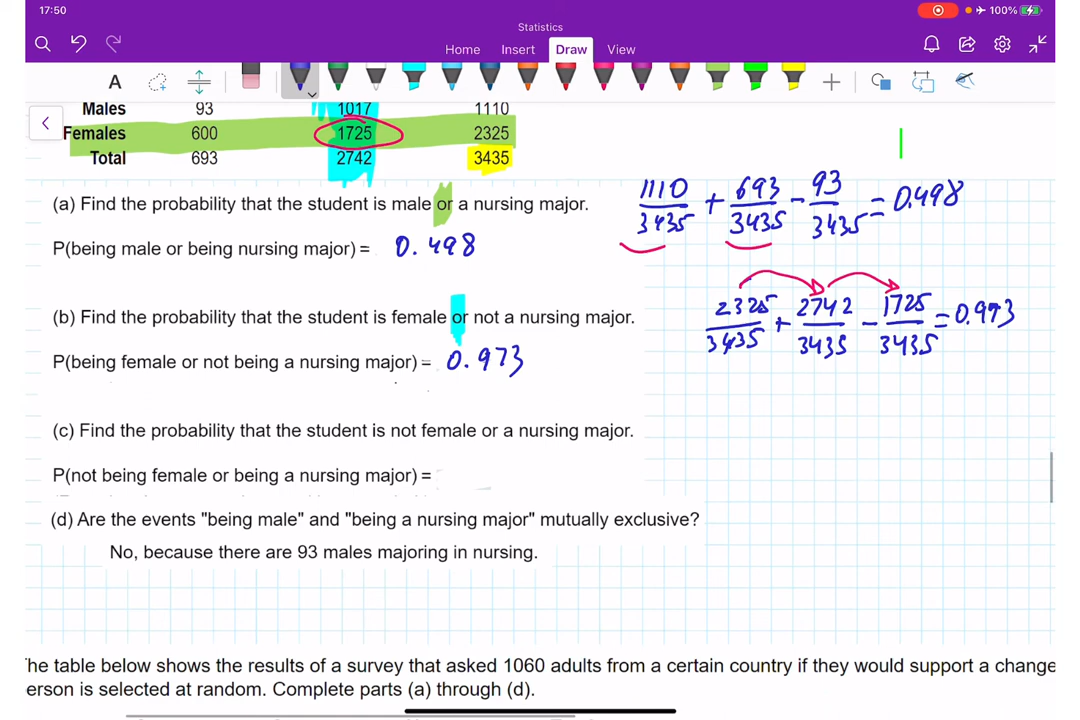 17:50
100%
Statistics
Home Insert Draw View
A
Males 93 1017 1110
Females 600 1725 2325
Total 693 2742 3435
(a) Find the probability that the student is male or a nursing major.
1110/3435 + 693/3435 - 93/3435 = 0.498
P(being male or being nursing major) = 0.498
(b) Find the probability that the student is female or not a nursing major.
2325/3435 + 2742/3435 - 1725/3435 = 0.973
P(being female or not being a nursing major) = 0.973
(c) Find the probability that the student is not female or a nursing major.
P(not being female or being a nursing major) =
(d) Are the events "being male" and "being a nursing major" mutually exclusive?
No, because there are 93 males majoring in nursing.
he table below shows the results of a survey that asked 1060 adults from a certain country if they would support a change
erson is selected at random. Complete parts (a) through (d).